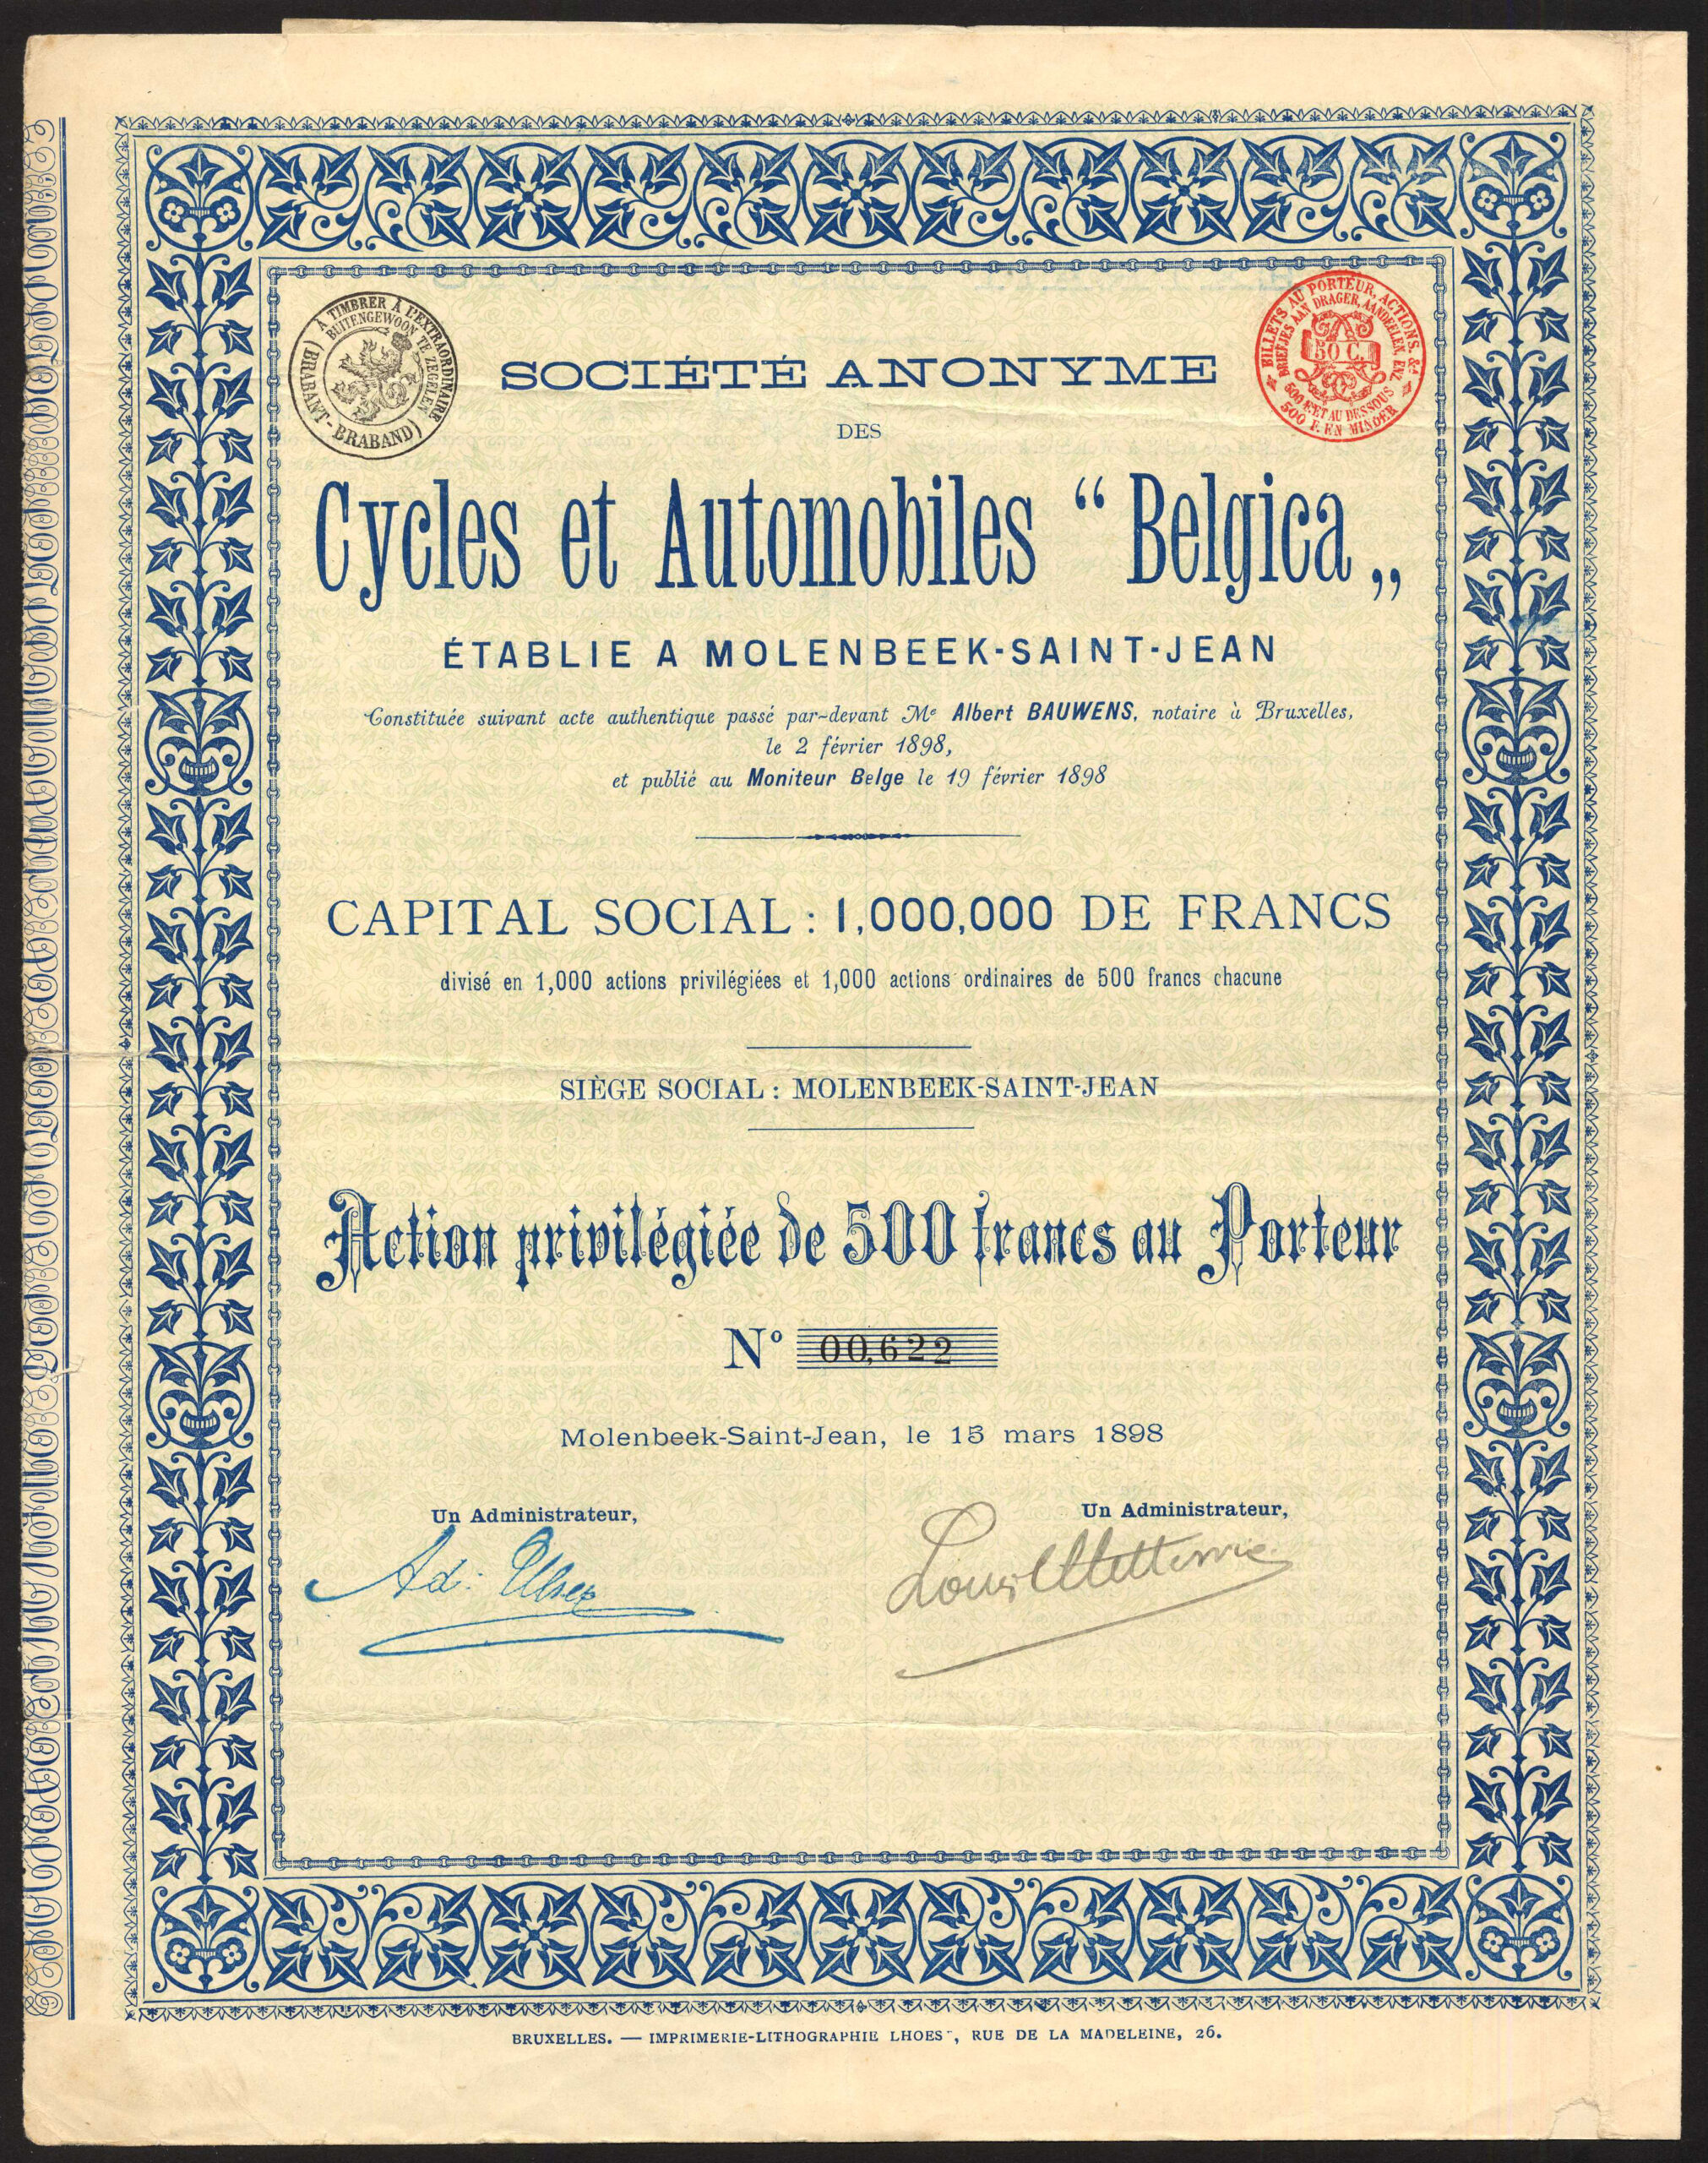 À TIMBRER À L'EXTRAORDINAIRE
BUITENGEWOON TE ZEGELEN
(BRABANT-BRABAND)
BILLETS AU PORTEUR, ACTIONS, &ª
BRIEFJES AAN DRAGER, AANDEELEN, ENZ.
50 C.
500 F. ET AU DESSOUS
500 F. EN MINDER
SOCIÉTÉ ANONYME
DES
Cycles et Automobiles “ Belgica „
ÉTABLIE A MOLENBEEK-SAINT-JEAN
Constituée suivant acte authentique passé par-devant Me Albert BAUWENS, notaire à Bruxelles,
le 2 février 1898,
et publié au Moniteur Belge le 19 février 1898
CAPITAL SOCIAL : 1,000,000 DE FRANCS
divisé en 1,000 actions privilégiées et 1,000 actions ordinaires de 500 francs chacune
SIÈGE SOCIAL : MOLENBEEK-SAINT-JEAN
Action privilégiée de 500 francs au Porteur
Nº 00,622
Molenbeek-Saint-Jean, le 15 mars 1898
Un Administrateur,
Un Administrateur,
Ad.
Louis
BRUXELLES. — IMPRIMERIE-LITHOGRAPHIE LHOEST, RUE DE LA MADELEINE, 26.